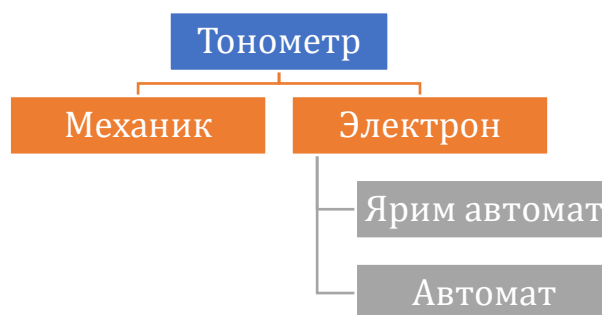 Тонометр
Механик
Электрон
Ярим автомат
Автомат